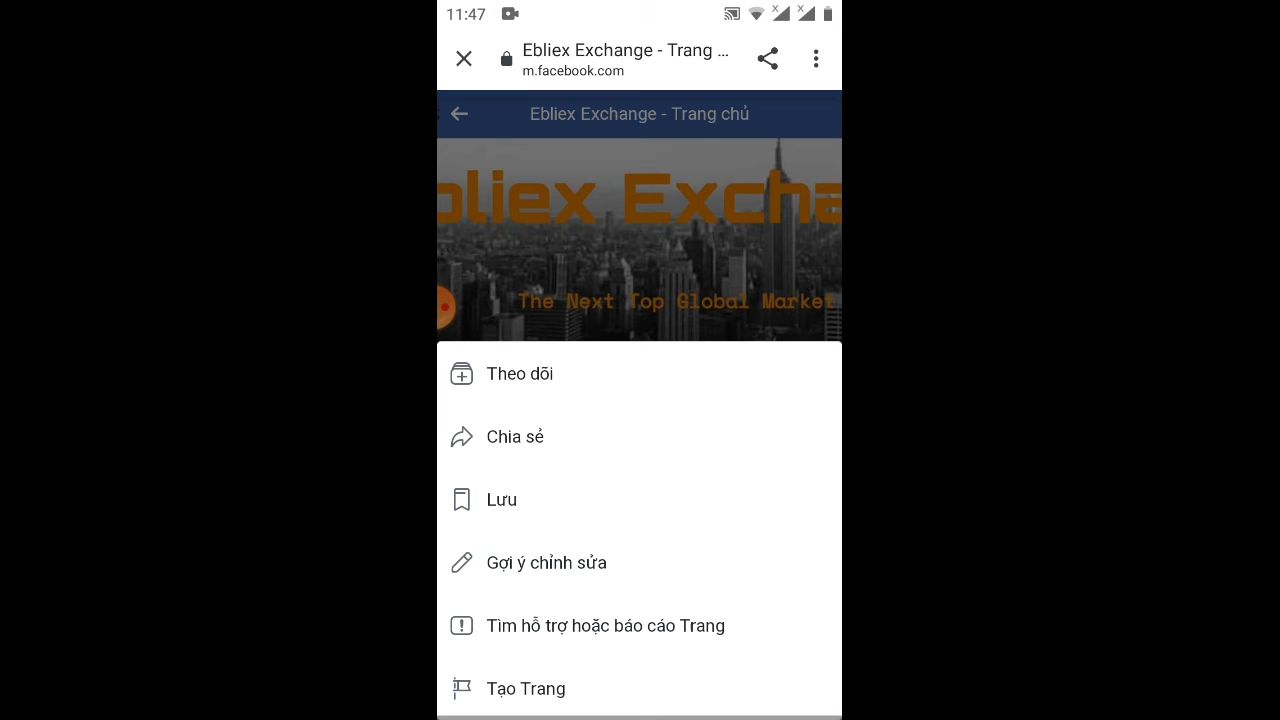 11:47
Ebliex Exchange - Trang ...
m.facebook.com
Ebliex Exchange - Trang chủ
bliex Excha
The Next Top Global Market
Theo dõi
Chia sẻ
Lưu
Gợi ý chỉnh sửa
Tìm hỗ trợ hoặc báo cáo Trang
Tạo Trang